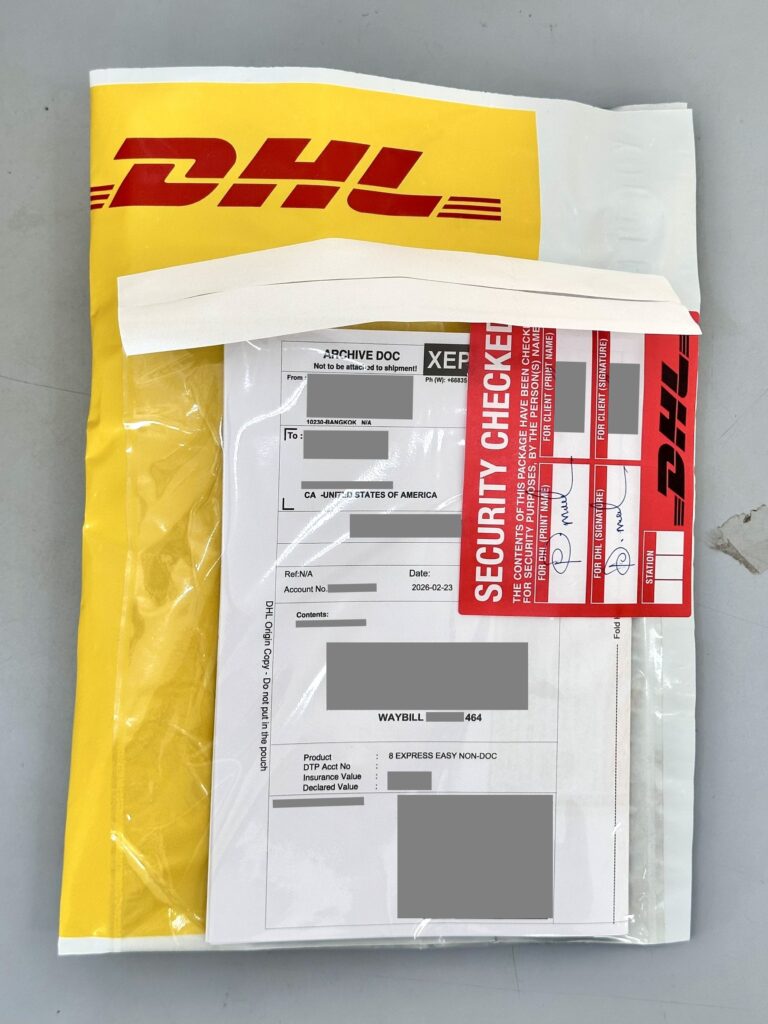 DHL
ARCHIVE DOC
Not to be attached to shipment!
XEP
From :
Ph (W): +66835
10230-BANGKOK N/A
To :
CA -UNITED STATES OF AMERICA
Ref:N/A
Date:
Account No.
2026-02-23
Contents:
WAYBILL 464
Product : 8 EXPRESS EASY NON-DOC
DTP Acct No :
Insurance Value :
Declared Value :
DHL Origin Copy - Do not put in the pouch
Fold
SECURITY CHECKED
THE CONTENTS OF THIS PACKAGE HAVE BEEN CHECKE
FOR SECURITY PURPOSES, BY THE PERSON(S) NAME
FOR DHL (PRINT NAME)
FOR CLIENT (PRINT NAME)
FOR DHL (SIGNATURE)
FOR CLIENT (SIGNATURE)
STATION
DHL